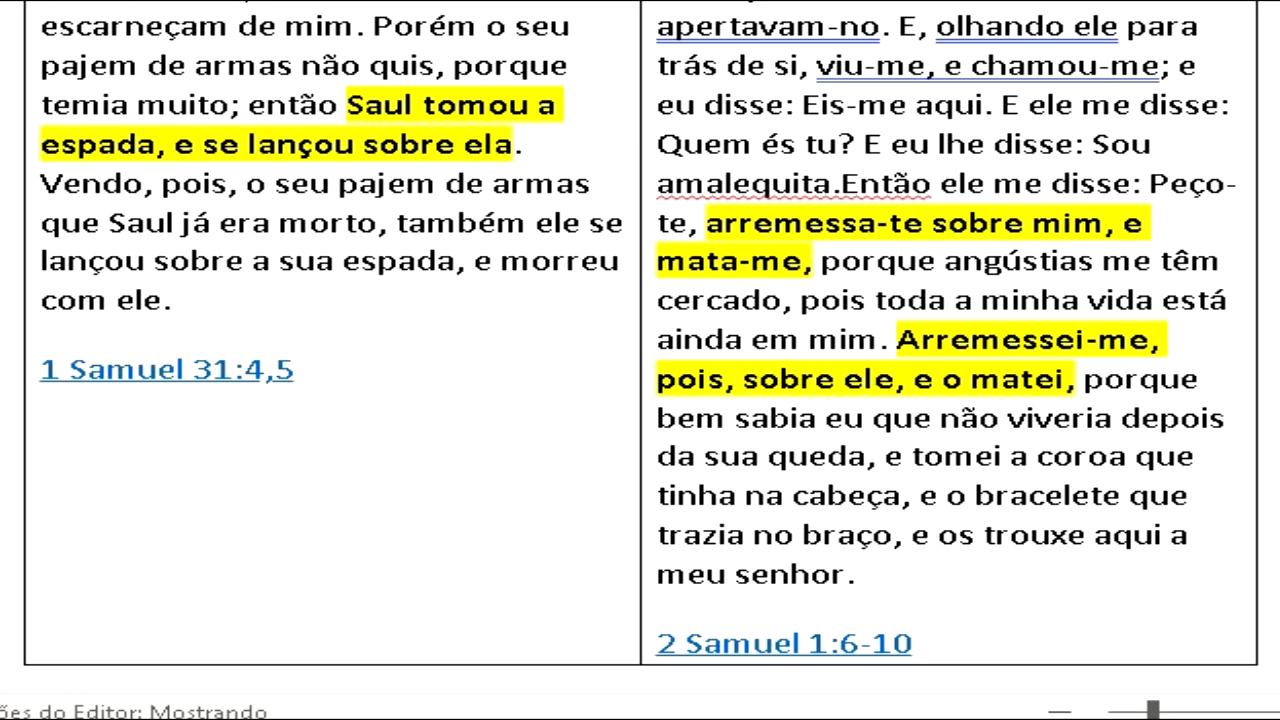 escarneçam de mim. Porém o seu
pajem de armas não quis, porque
temia muito; então Saul tomou a
espada, e se lançou sobre ela.
Vendo, pois, o seu pajem de armas
que Saul já era morto, também ele se
lançou sobre a sua espada, e morreu
com ele.
1 Samuel 31:4,5
apertavam-no. E, olhando ele para
trás de si, viu-me, e chamou-me; e
eu disse: Eis-me aqui. E ele me disse:
Quem és tu? E eu lhe disse: Sou
amalequita.Então ele me disse: Peço-
te, arremessa-te sobre mim, e
mata-me, porque angústias me têm
cercado, pois toda a minha vida está
ainda em mim. Arremessei-me,
pois, sobre ele, e o matei, porque
bem sabia eu que não viveria depois
da sua queda, e tomei a coroa que
tinha na cabeça, e o bracelete que
trazia no braço, e os trouxe aqui a
meu senhor.
2 Samuel 1:6-10
ões do Editor: Mostrando